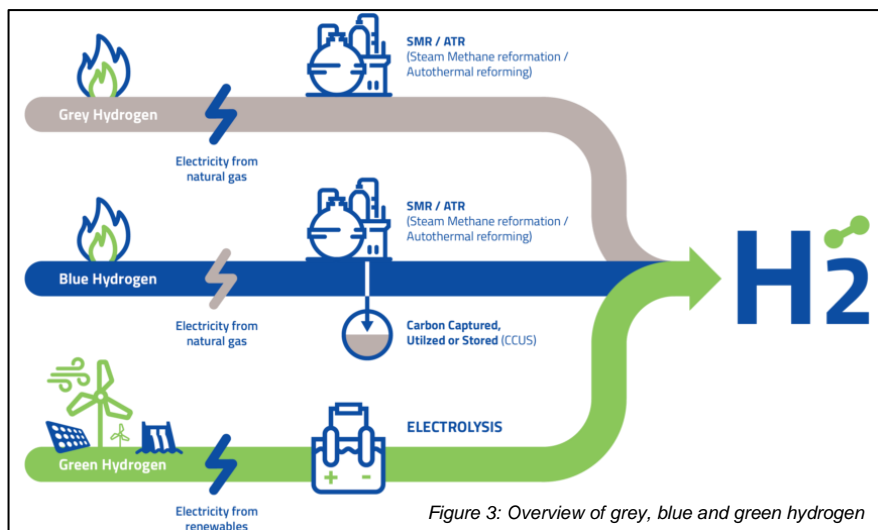 SMR / ATR
(Steam Methane reformation /
Autothermal reforming)
Grey Hydrogen
Electricity from
natural gas
SMR / ATR
(Steam Methane reformation /
Autothermal reforming)
Blue Hydrogen
H2
Electricity from
natural gas
Carbon Captured,
Utilzed or Stored (CCUS)
ELECTROLYSIS
Green Hydrogen
+ -
Electricity from
renewables
Figure 3: Overview of grey, blue and green hydrogen